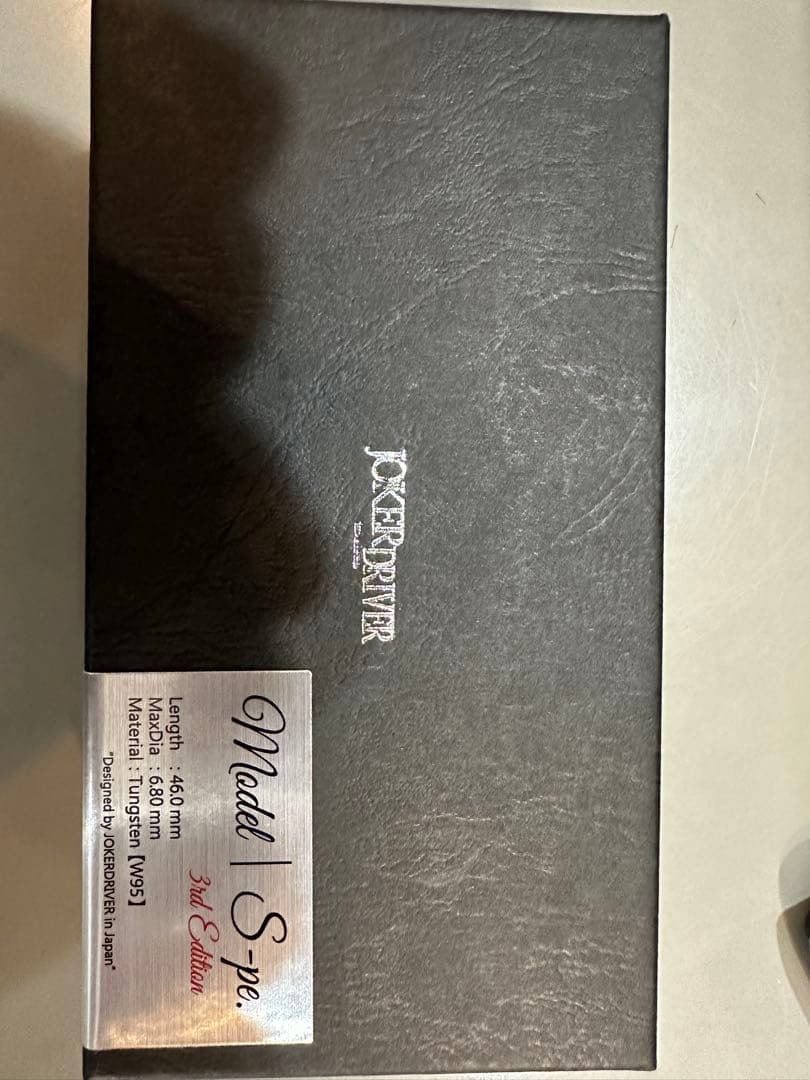 JOKERDRIVER
Model | S-pe.
3rd Edition
Length : 46.0 mm
MaxDia : 6.80 mm
Material : Tungsten【W95】
"Designed by JOKERDRIVER in Japan"